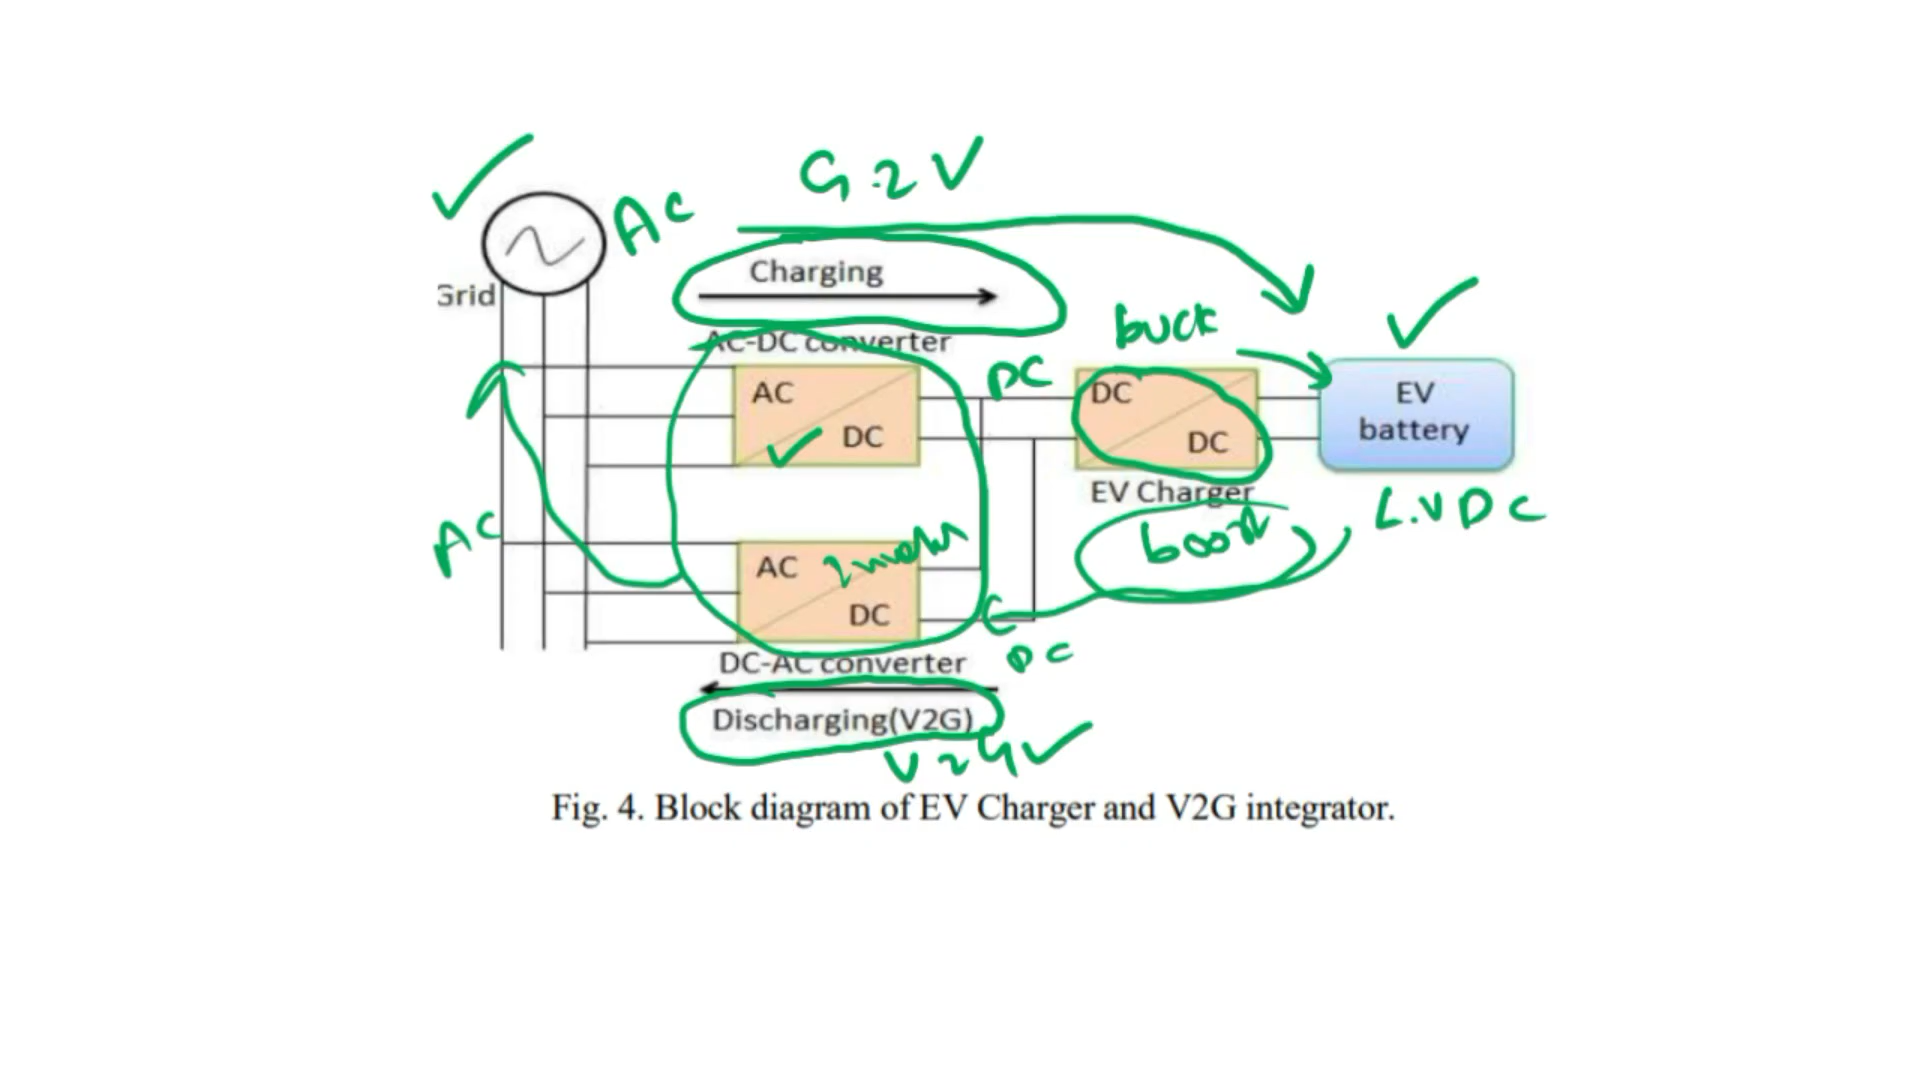 G2V
AC
Charging
Grid
buck
AC-DC converter
AC
DC
DC
DC
DC
EV
battery
EV Charger
L.V DC
AC
boost
AC
DC
DC
DC-AC converter
Discharging(V2G)
V2G
Fig. 4. Block diagram of EV Charger and V2G integrator.